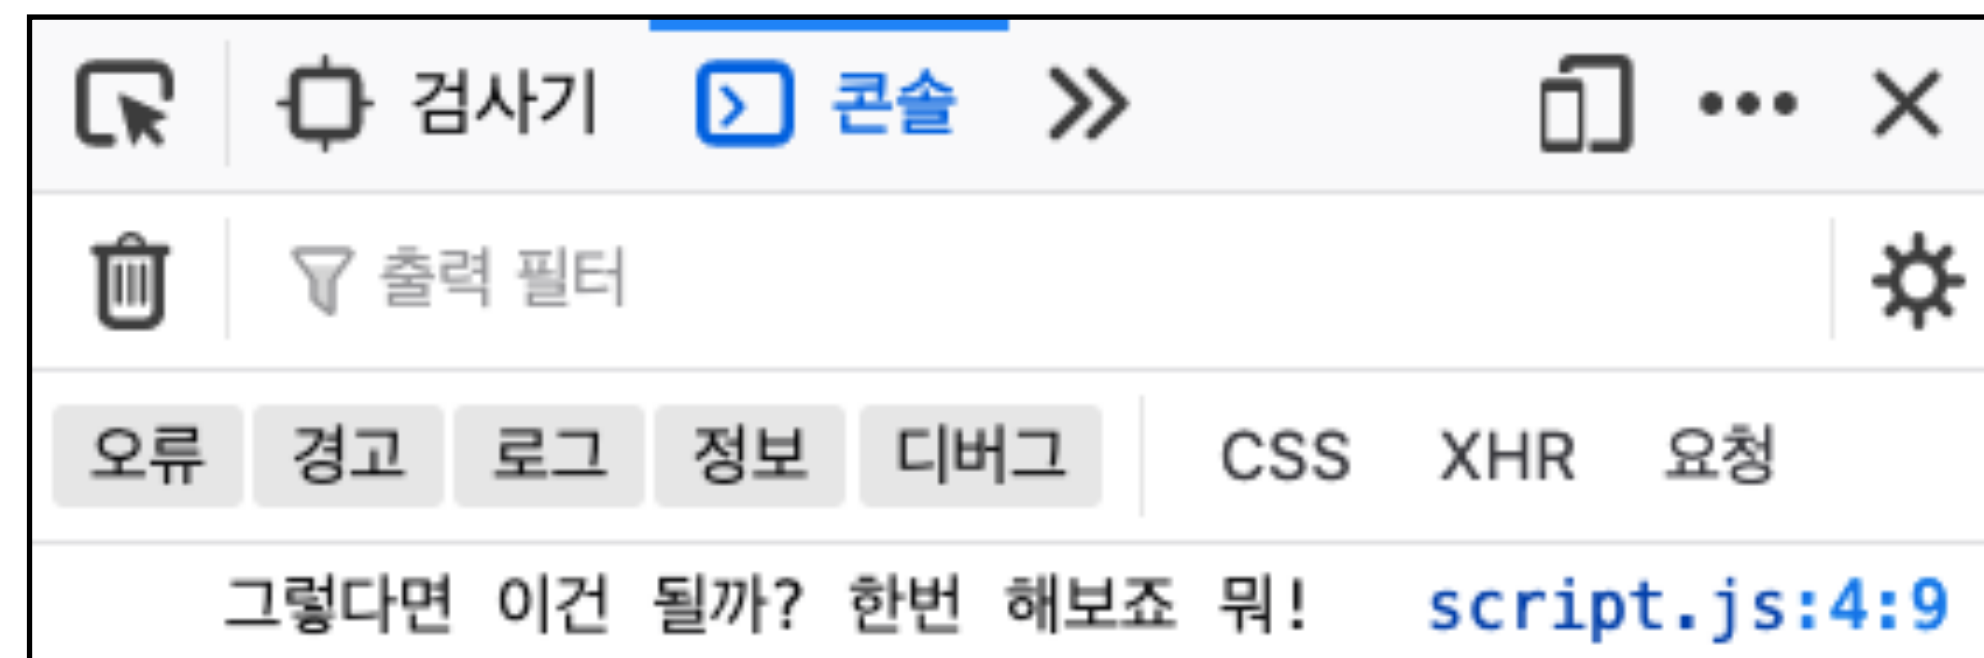 검사기 콘솔
출력 필터
오류 경고 로그 정보 디버그 CSS XHR 요청
그렇다면 이건 될까? 한번 해보죠 뭐! script.js:4:9